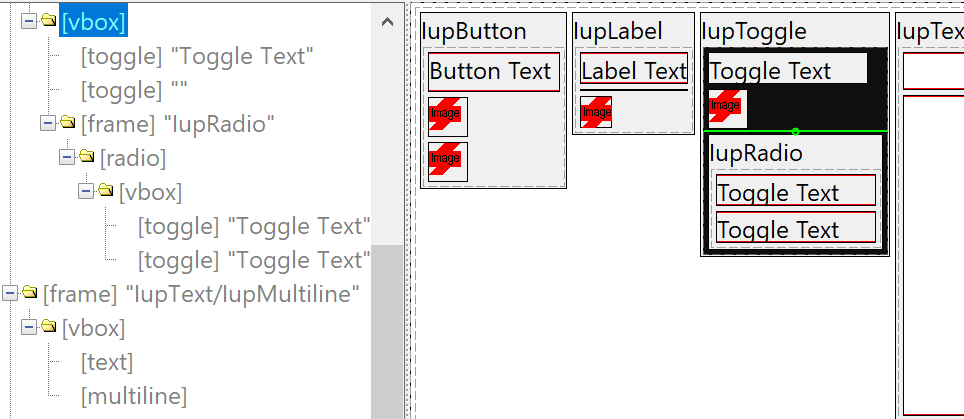 [vbox]
[toggle] "Toggle Text"
[toggle] ""
[frame] "IupRadio"
[radio]
[vbox]
[toggle] "Toggle Text"
[toggle] "Toggle Text"
[frame] "IupText/IupMultiline"
[vbox]
[text]
[multiline]
IupButton
Button Text
Image
Image
IupLabel
Label Text
Image
IupToggle
Toggle Text
Image
IupRadio
Toggle Text
Toggle Text
IupTex